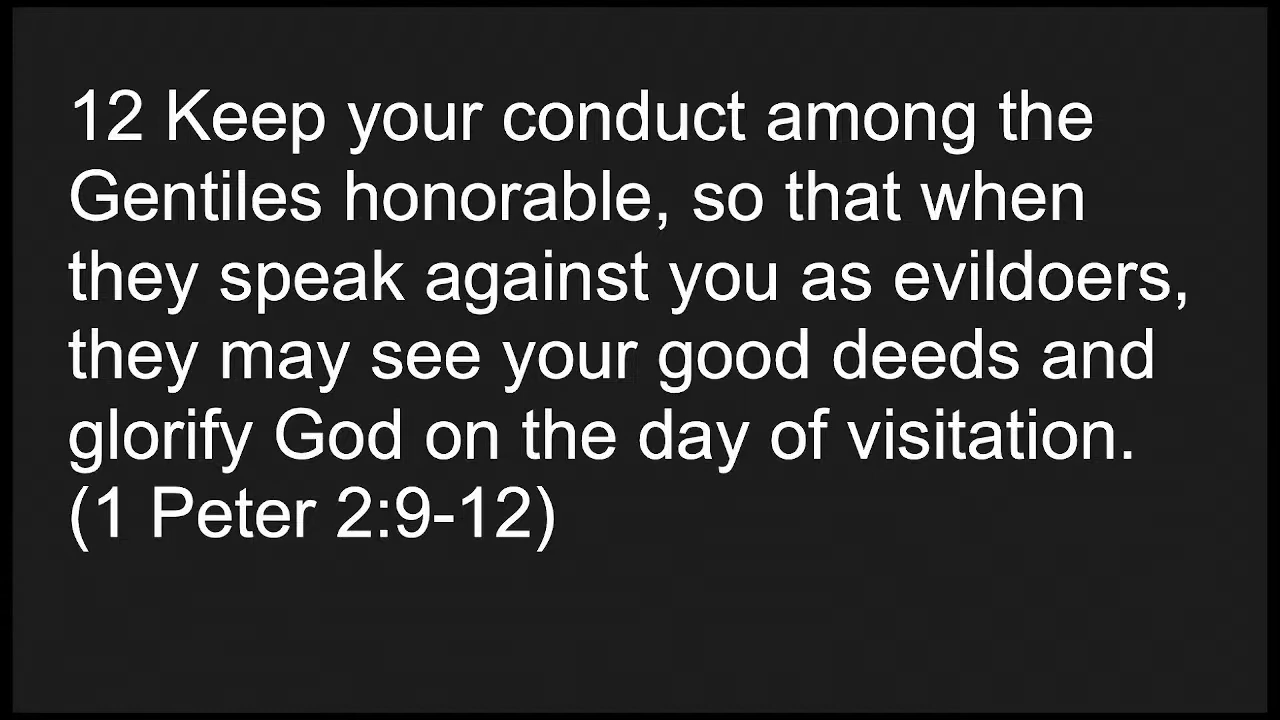 12 Keep your conduct among the
Gentiles honorable, so that when
they speak against you as evildoers,
they may see your good deeds and
glorify God on the day of visitation.
(1 Peter 2:9-12)